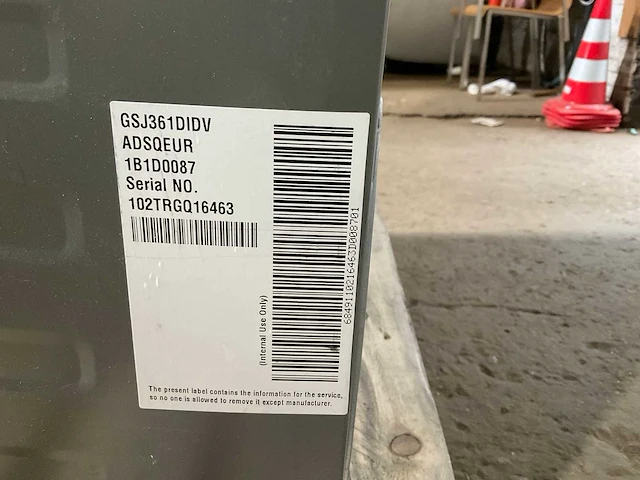 GSJ361DIDV
ADSQEUR
1B1D0087
Serial NO.
102TRGQ16463
(Internal Use Only)
6849110216463D008701
The present label contains the information for the service,
so no one is allowed to remove it except manufacturer.